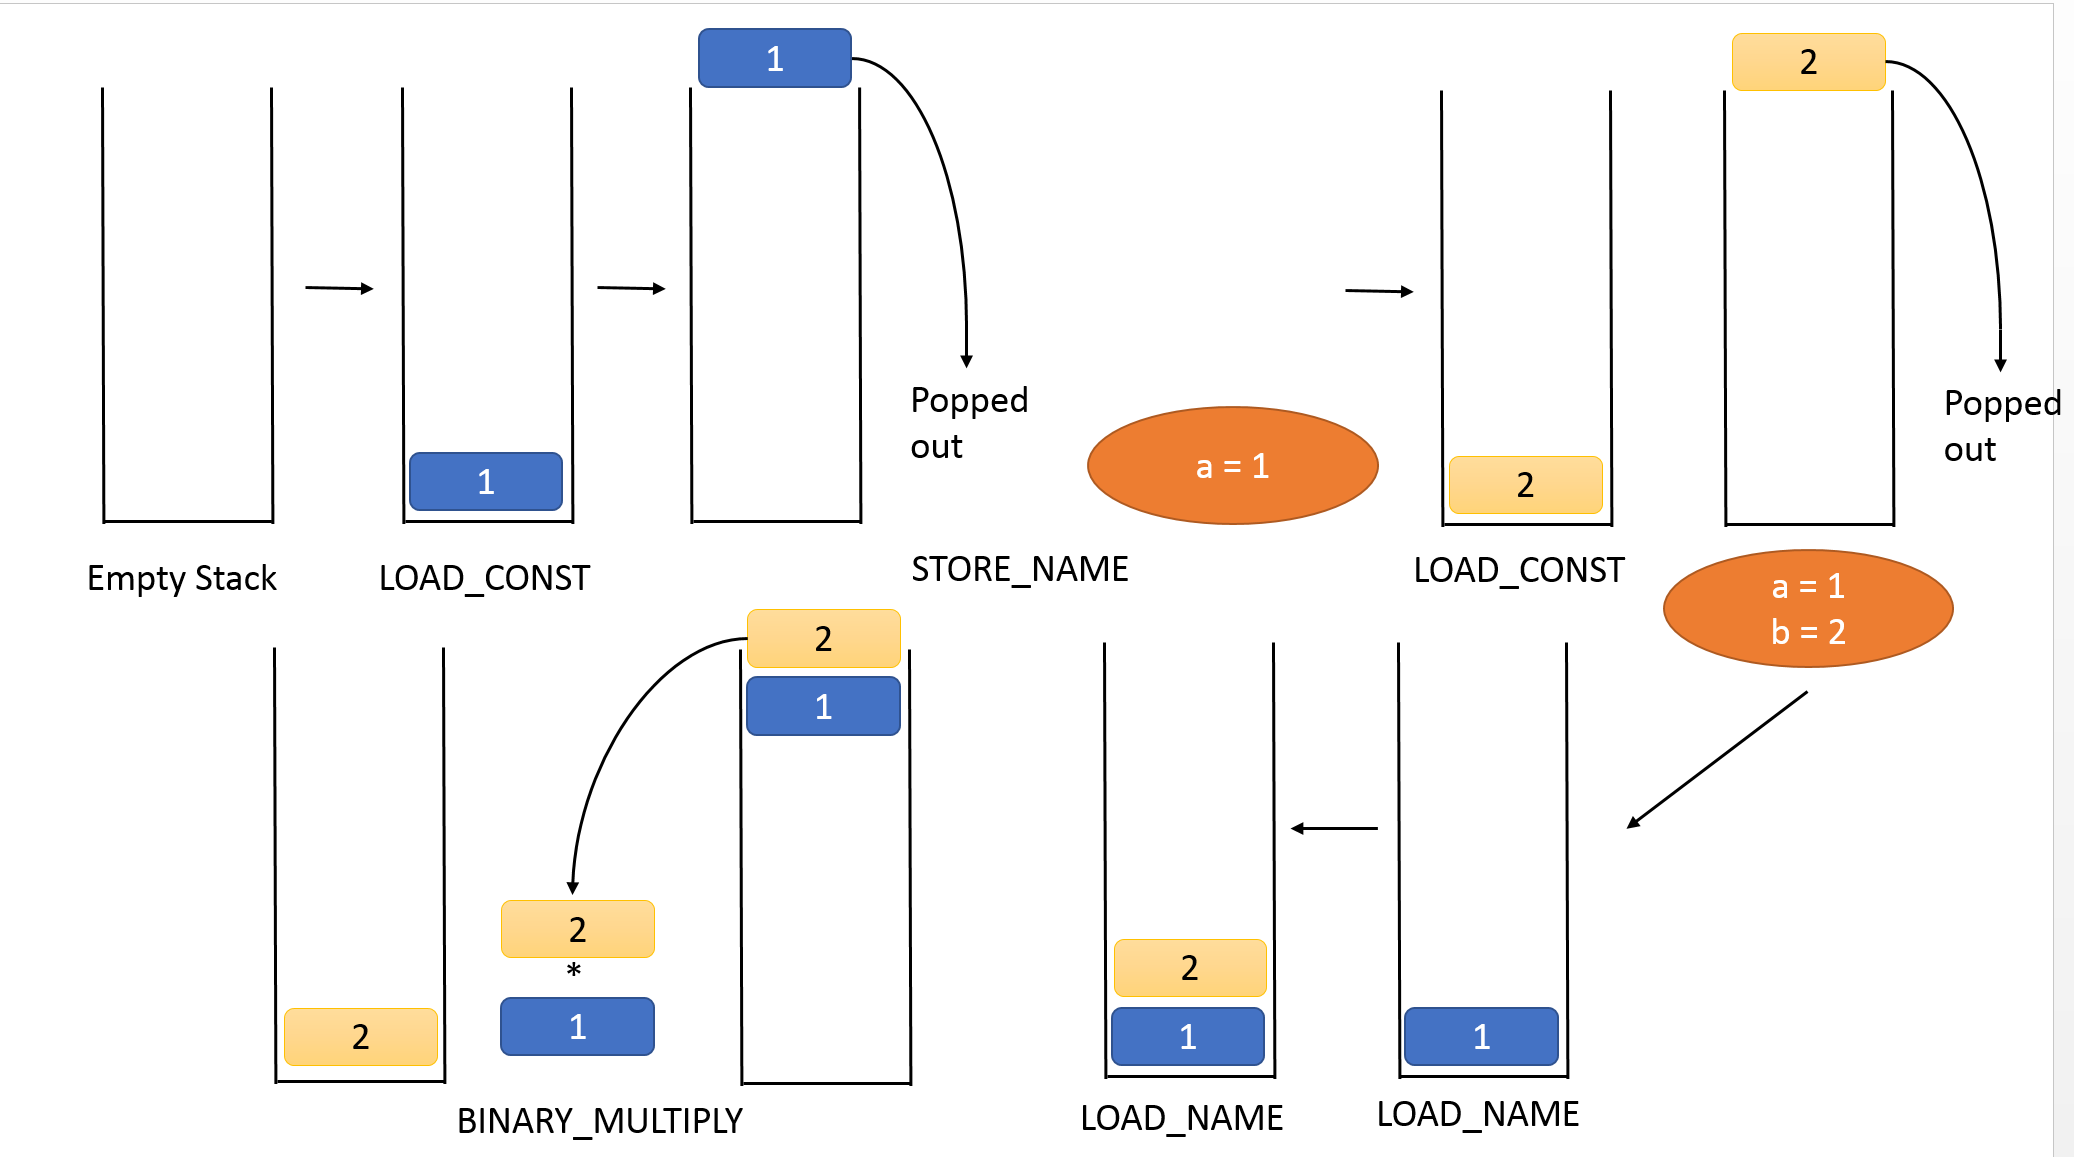 1
2
Popped
out
Popped
out
a = 1
1
2
Empty Stack
LOAD_CONST
STORE_NAME
LOAD_CONST
a = 1
b = 2
2
1
2
*
1
2
2
1
1
BINARY_MULTIPLY
LOAD_NAME
LOAD_NAME